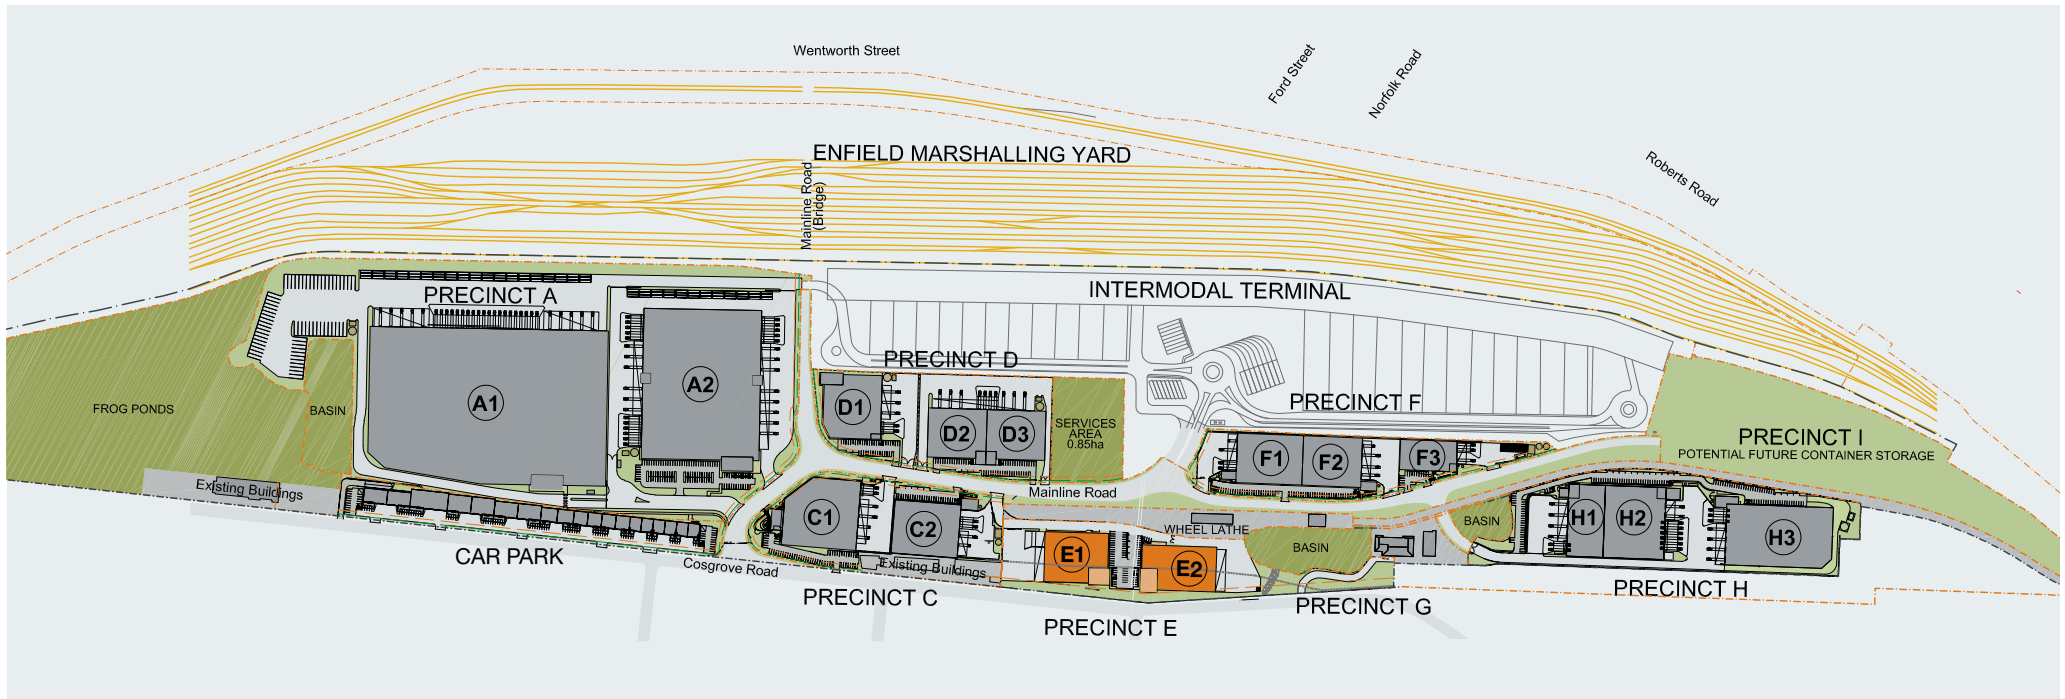 Wentworth Street
Ford Street
Norfolk Road
Roberts Road
ENFIELD MARSHALLING YARD
Mainline Road
(Bridge)
PRECINCT A
INTERMODAL TERMINAL
PRECINCT D
A1
A2
D1
D2
D3
SERVICES
AREA
0.85ha
PRECINCT F
F1
F2
F3
PRECINCT I
POTENTIAL FUTURE CONTAINER STORAGE
FROG PONDS
BASIN
Existing Buildings
Mainline Road
C1
C2
WHEEL LATHE
BASIN
BASIN
H1
H2
H3
E1
E2
CAR PARK
Cosgrove Road
Existing Buildings
PRECINCT C
PRECINCT E
PRECINCT G
PRECINCT H